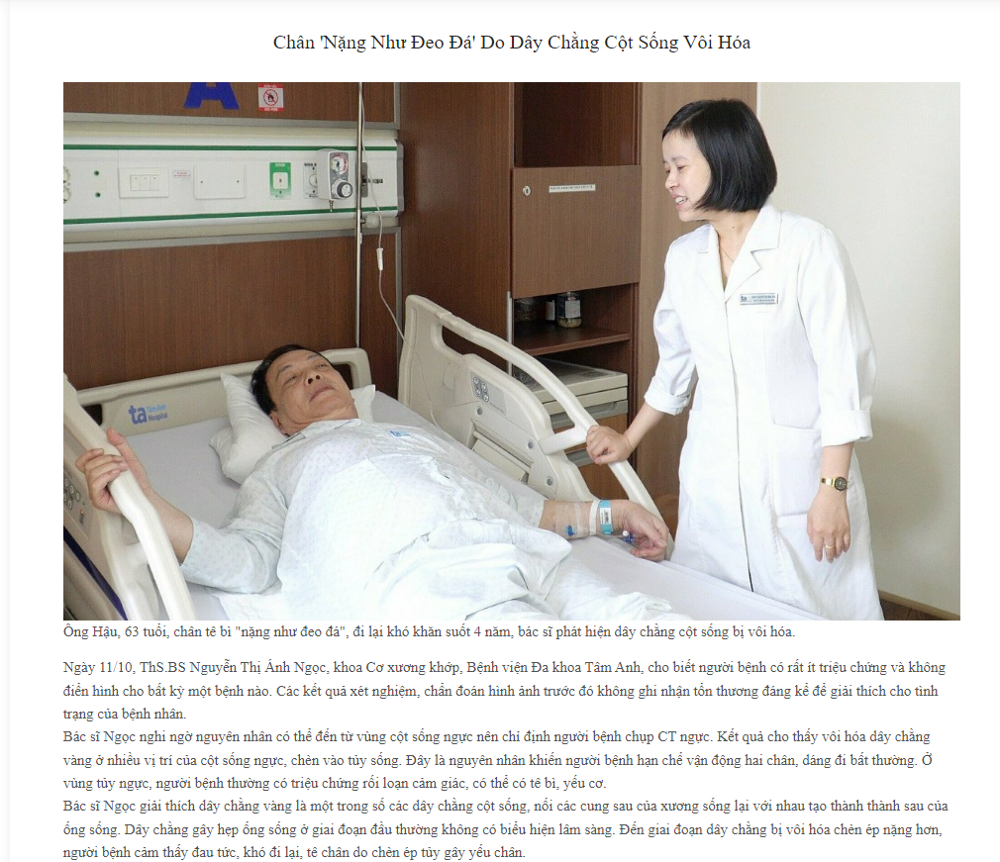 Chân 'Nặng Như Đeo Đá' Do Dây Chằng Cột Sống Vôi Hóa
A
ta Tâm Anh
Hospital
ta
Ông Hậu, 63 tuổi, chân tê bì "nặng như đeo đá", đi lại khó khăn suốt 4 năm, bác sĩ phát hiện dây chằng cột sống bị vôi hóa.
Ngày 11/10, ThS.BS Nguyễn Thị Ánh Ngọc, khoa Cơ xương khớp, Bệnh viện Đa khoa Tâm Anh, cho biết người bệnh có rất ít triệu chứng và không
điển hình cho bất kỳ một bệnh nào. Các kết quả xét nghiệm, chẩn đoán hình ảnh trước đó không ghi nhận tổn thương đáng kể để giải thích cho tình
trạng của bệnh nhân.
Bác sĩ Ngọc nghi ngờ nguyên nhân có thể đến từ vùng cột sống ngực nên chỉ định người bệnh chụp CT ngực. Kết quả cho thấy vôi hóa dây chằng
vàng ở nhiều vị trí của cột sống ngực, chèn vào tủy sống. Đây là nguyên nhân khiến người bệnh hạn chế vận động hai chân, dáng đi bất thường. Ở
vùng tủy ngực, người bệnh thường có triệu chứng rối loạn cảm giác, có thể có tê bì, yếu cơ.
Bác sĩ Ngọc giải thích dây chằng vàng là một trong số các dây chằng cột sống, nối các cung sau của xương sống lại với nhau tạo thành thành sau của
ống sống. Dây chằng gây hẹp ống sống ở giai đoạn đầu thường không có biểu hiện lâm sàng. Đến giai đoạn dây chằng bị vôi hóa chèn ép nặng hơn,
người bệnh cảm thấy đau tức, khó đi lại, tê chân do chèn ép tủy gây yếu chân.